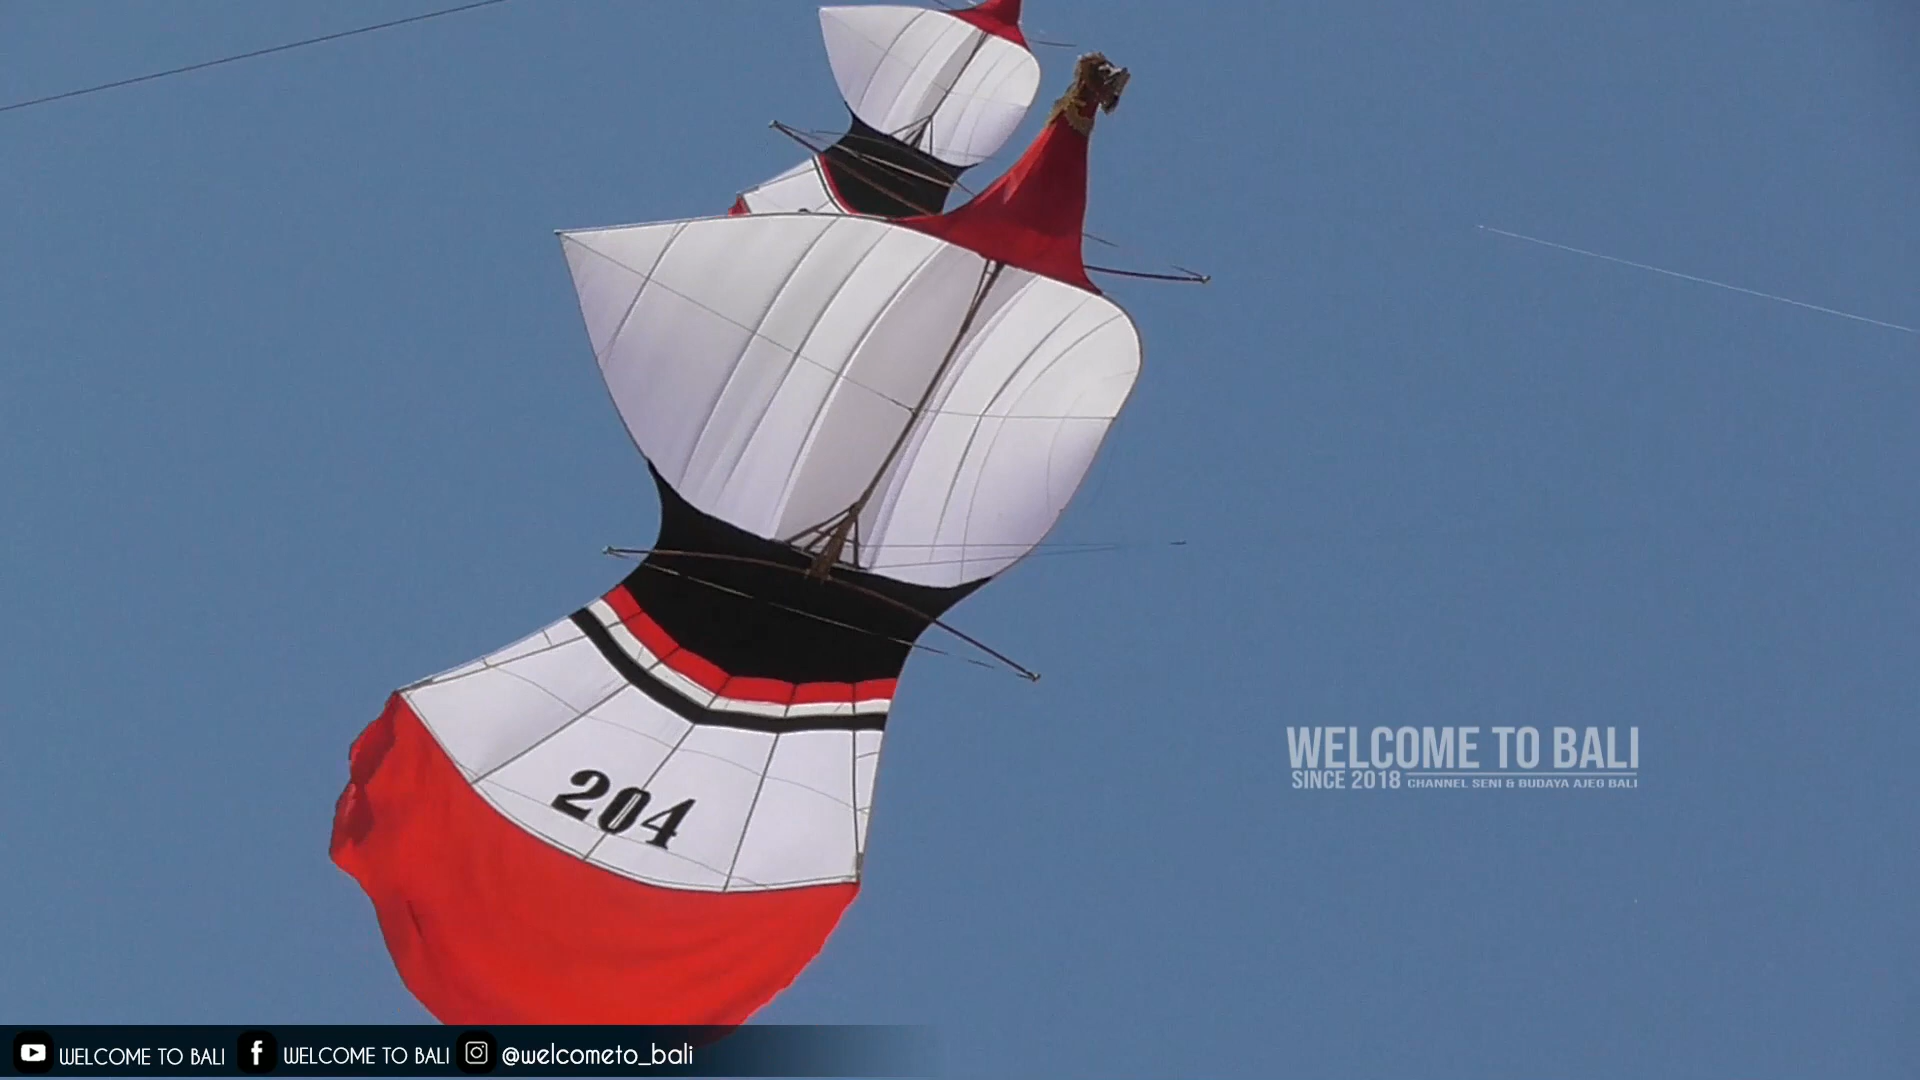 204
WELCOME TO BALI
SINCE 2018 CHANNEL SENI & BUDAYA AJEG BALI
WELCOME TO BALI WELCOME TO BALI @welcometo_bali